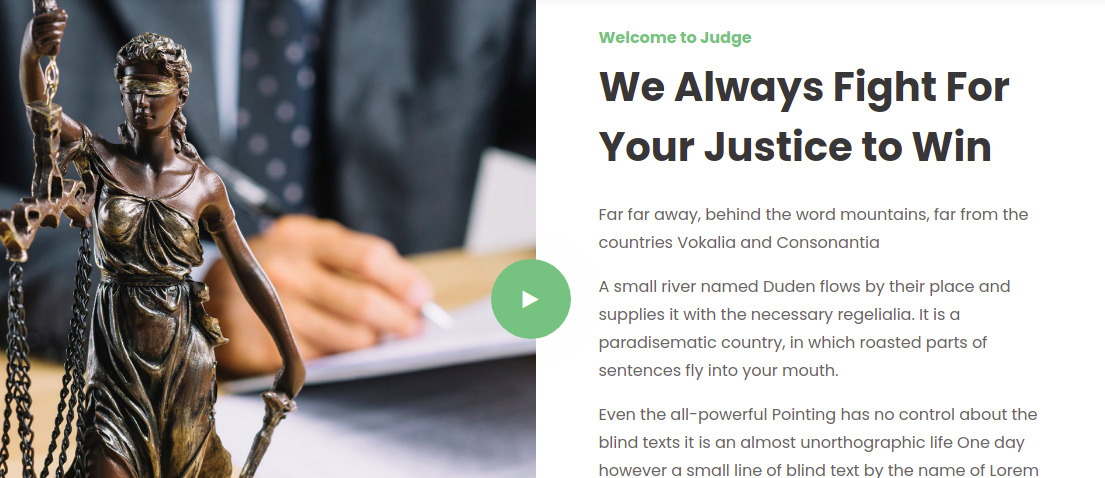 Welcome to Judge
We Always Fight For
Your Justice to Win
Far far away, behind the word mountains, far from the
countries Vokalia and Consonantia
A small river named Duden flows by their place and
supplies it with the necessary regelialia. It is a
paradisematic country, in which roasted parts of
sentences fly into your mouth.
Even the all-powerful Pointing has no control about the
blind texts it is an almost unorthographic life One day
however a small line of blind text by the name of Lorem